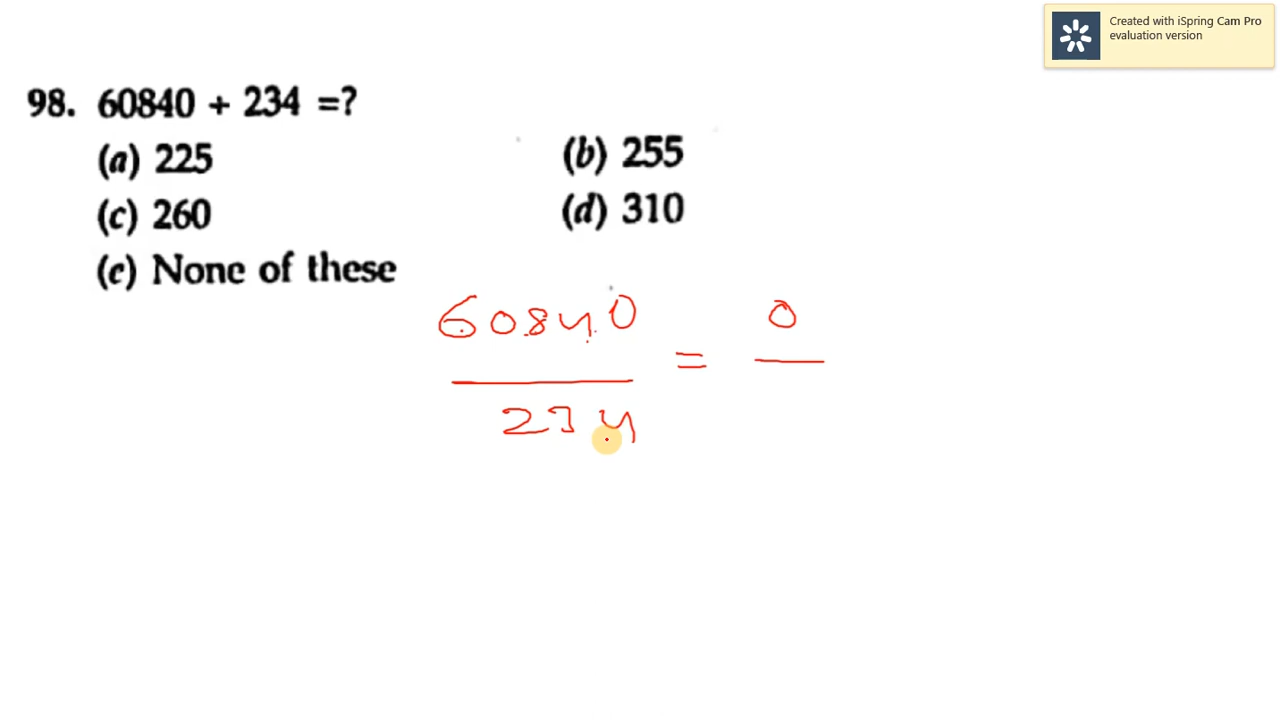 Created with iSpring Cam Pro
evaluation version
98. 60840 + 234 =?
(a) 225 (b) 255
(c) 260 (d) 310
(e) None of these
60840 = 0
234